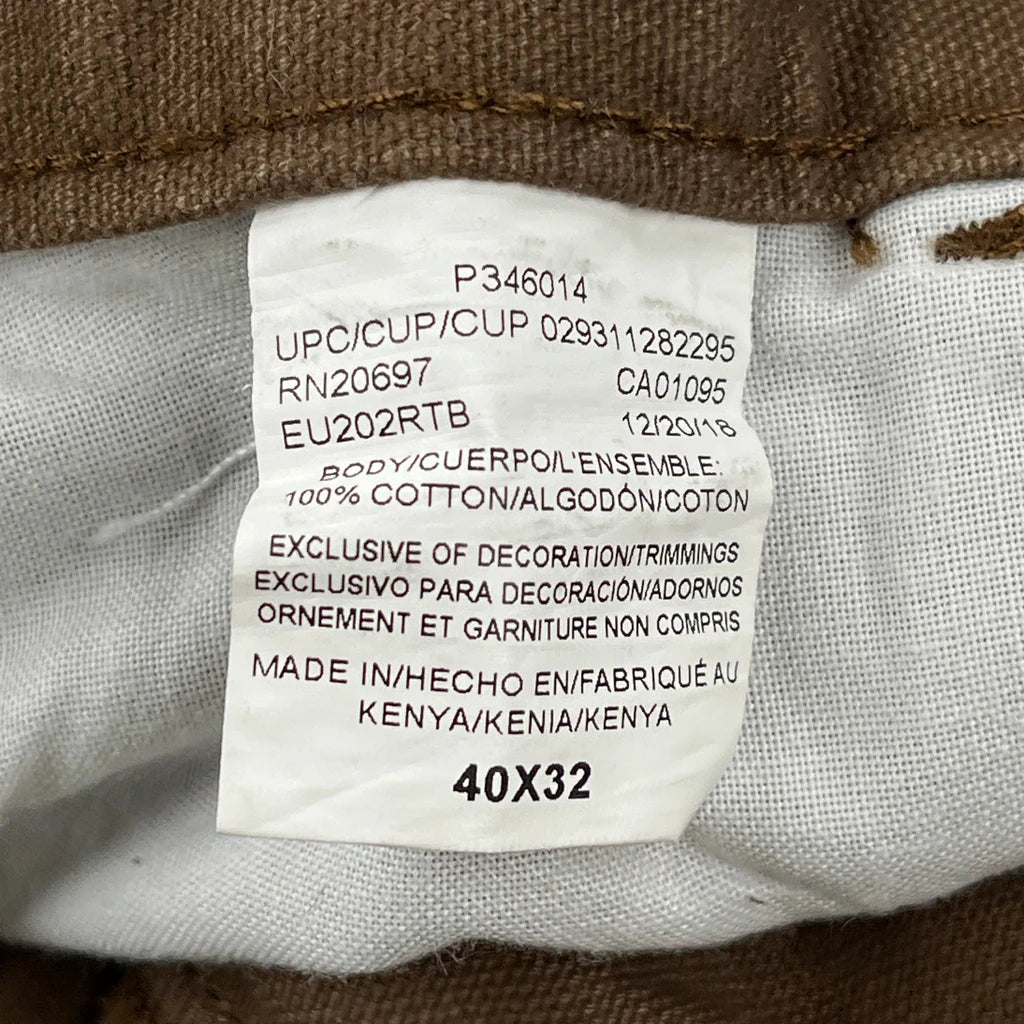 P346014
UPC/CUP/CUP 029311282295
RN20697 CA01095
EU202RTB 12/20/18
BODY/CUERPO/L'ENSEMBLE:
100% COTTON/ALGODÓN/COTON
EXCLUSIVE OF DECORATION/TRIMMINGS
EXCLUSIVO PARA DECORACIÓN/ADORNOS
ORNEMENT ET GARNITURE NON COMPRIS
MADE IN/HECHO EN/FABRIQUÉ AU
KENYA/KENIA/KENYA
40X32